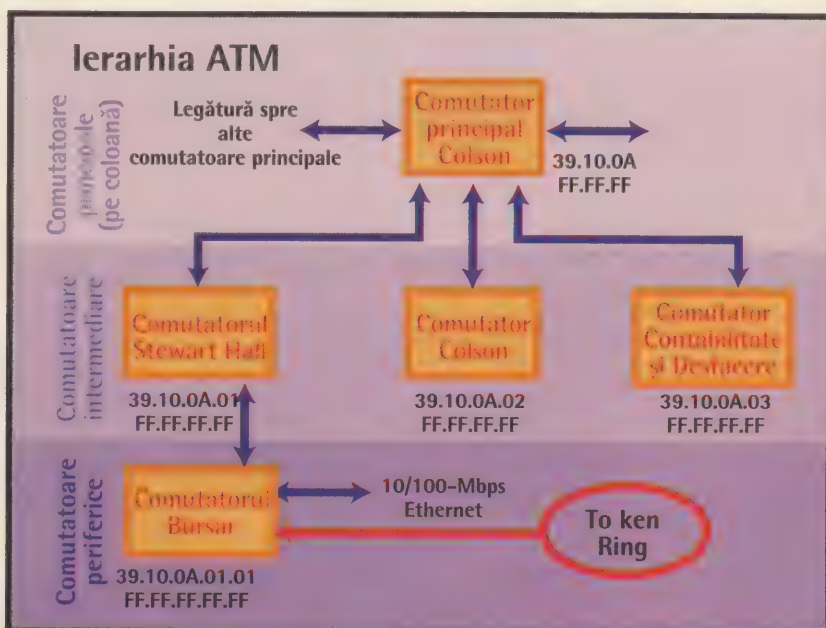 Ierarhia ATM
Comutatoare
principale
(pe coloană)
Legătură spre
alte
comutatoare principale
Comutator
principal
Colson
39.10.0A
FF.FF.FF
Comutatoare
intermediare
Comutatorul
Stewart Hall
39.10.0A.01
FF.FF.FF.FF
Comutator
Colson
39.10.0A.02
FF.FF.FF.FF
Comutator
Contabilitate
și Desfacere
39.10.0A.03
FF.FF.FF.FF
Comutatoare
periferice
Comutatorul
Bursar
39.10.0A.01.01
FF.FF.FF.FF.FF
10/100-Mbps
Ethernet
To ken
Ring